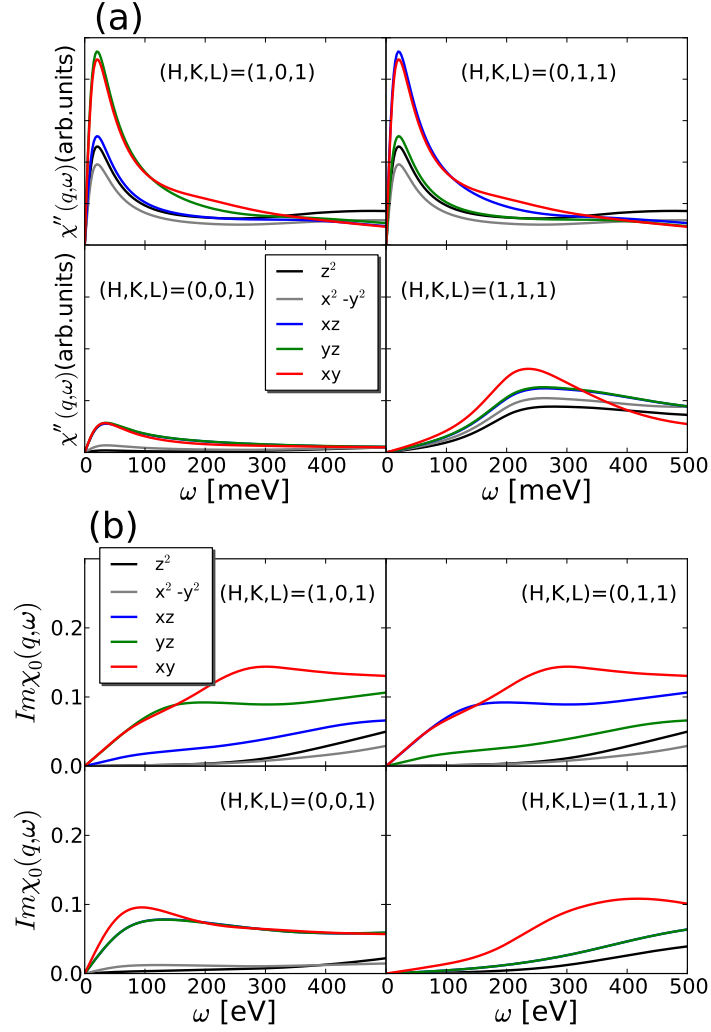 (a)
(H,K,L)=(1,0,1)
(H,K,L)=(0,1,1)
χ″(q,ω)(arb.units)
(H,K,L)=(0,0,1)
z²
x² -y²
xz
yz
xy
(H,K,L)=(1,1,1)
χ″(q,ω)(arb.units)
0 100 200 300 400 0 100 200 300 400 500
ω [meV] ω [meV]
(b)
z²
x² -y²
xz
yz
xy
(H,K,L)=(1,0,1)
(H,K,L)=(0,1,1)
Imχ₀(q,ω)
0.2
0.1
0.0
(H,K,L)=(0,0,1)
(H,K,L)=(1,1,1)
Imχ₀(q,ω)
0.2
0.1
0.0
0 100 200 300 400 0 100 200 300 400 500
ω [eV] ω [eV]